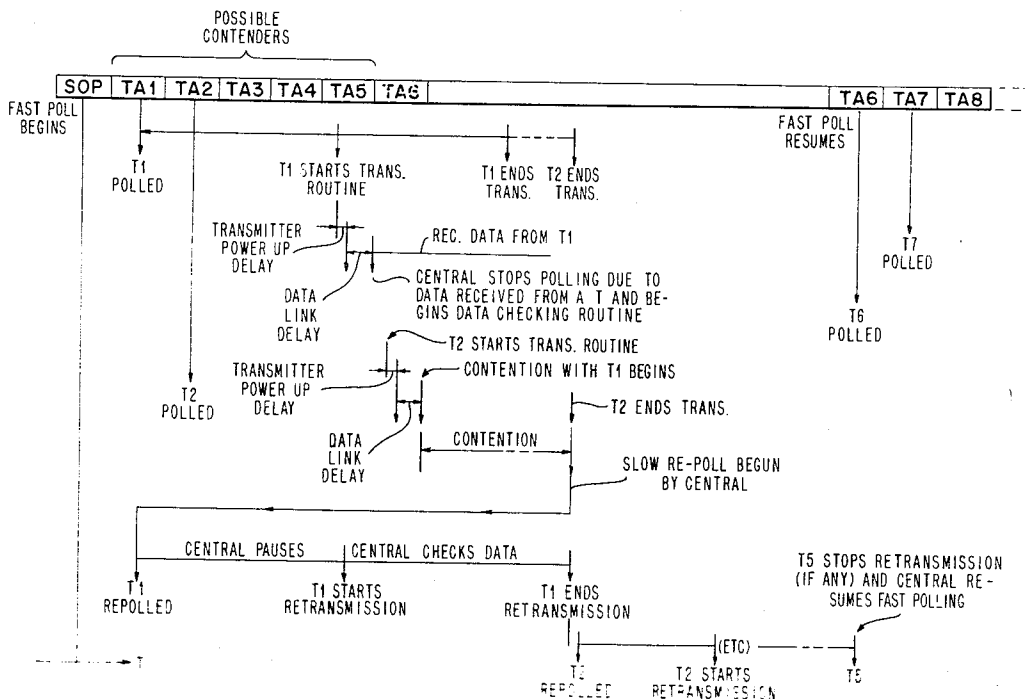 POSSIBLE
CONTENDERS
SOP TA1 TA2 TA3 TA4 TA5 TA6 TA6 TA7 TA8
FAST POLL
BEGINS
FAST POLL
RESUMES
T1
POLLED
T1 STARTS TRANS.
ROUTINE
T1 ENDS
TRANS.
T2 ENDS
TRANS.
TRANSMITTER
POWER UP
DELAY
REC. DATA FROM T1
T7
POLLED
DATA
LINK
DELAY
CENTRAL STOPS POLLING DUE TO
DATA RECEIVED FROM A T AND BE-
GINS DATA CHECKING ROUTINE
T6
POLLED
T2 STARTS TRANS. ROUTINE
TRANSMITTER
POWER UP
DELAY
CONTENTION WITH T1 BEGINS
T2
POLLED
T2 ENDS TRANS.
DATA
LINK
DELAY
CONTENTION
SLOW RE-POLL BEGUN
BY CENTRAL
CENTRAL PAUSES
CENTRAL CHECKS DATA
T5 STOPS RETRANSMISSION
(IF ANY) AND CENTRAL RE-
SUMES FAST POLLING
T1
REPOLLED
T1 STARTS
RETRANSMISSION
T1 ENDS
RETRANSMISSION
(ETC)
T
T2
REPOLLED
T2 STARTS
RETRANSMISSION
T5